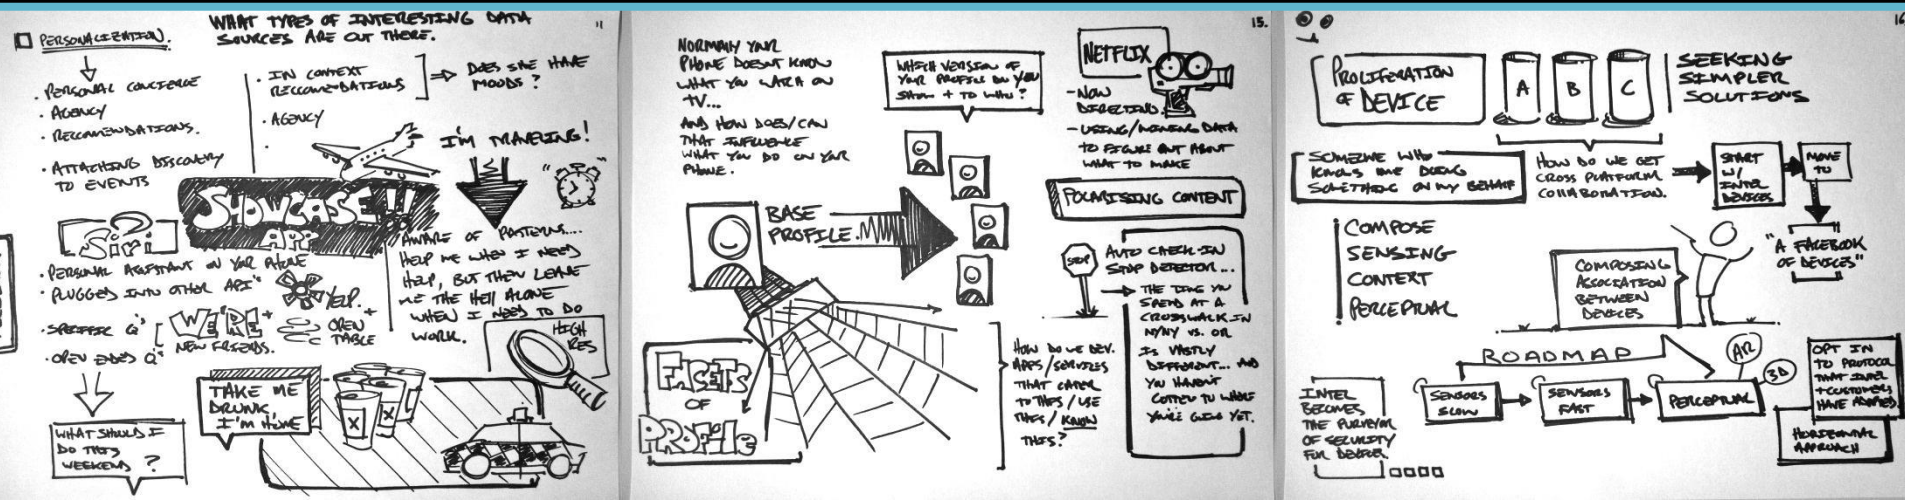 WHAT TYPES OF INTERESTING DATA
SOURCES ARE OUT THERE.
PERSONALIZATION.
· PERSONAL CONCIERGE
· AGENCY
· RECCOMENDATIONS.
· ATTACHING DISCOVERY
TO EVENTS
· IN CONTEXT
RECCOMENDATIONS
· AGENCY
DOES SHE HAVE
MOODS?
I'M TRAVELING!
SHOWCASE!!
APP
Siri
· PERSONAL ASSISTANT ON YOUR PHONE
· PLUGGED INTO OTHER API'S
YELP.
· SPECIFIC Q'S
· OPEN ENDED Q'S
WE'RE
NEW FRIENDS.
+ OPEN
TABLE
AWARE OF PATTERNS....
HELP ME WHEN I NEED
HELP, BUT THEN LEAVE
ME THE HELL ALONE
WHEN I NEED TO DO
WORK.
HIGH
RES
TAKE ME
DRUNK,
I'M HOME
X
X
WHAT SHOULD I
DO THIS
WEEKEND?
15.
NORMALLY YOUR
PHONE DOESN'T KNOW
WHAT YOU WATCH ON
TV...
AND HOW DOES/CAN
THAT INFLUENCE
WHAT YOU DO ON YOUR
PHONE.
WHICH VERSION OF
YOUR PROFILE DO YOU
SHOW + TO WHO?
NETFLIX
- NOW
DIRECTING.
- USING/MINING DATA
TO FIGURE OUT ABOUT
WHAT TO MAKE
POLARISING CONTENT
BASE
PROFILE.
STOP
AUTO CHECK-IN
STOP DETECTOR...
THE TIME YOU
SPEND AT A
CROSSWALK IN
NY/NY VS. OR
IS VASTLY
DIFFERENT... AND
YOU HAVEN'T
GOTTEN TO WHERE
YOU'RE GOING YET.
FACETS
OF
PROFILE
HOW DO WE DEV.
APPS/SERVICES
THAT CATER
TO THIS/USE
THIS/KNOW
THIS?
16
PROLIFERATION
OF DEVICE
A
B
C
SEEKING
SIMPLER
SOLUTIONS
SOMEONE WHO
KNOWS ME DOING
SOMETHING ON MY BEHALF
HOW DO WE GET
CROSS PLATFORM
COLLABORATION.
START
W/
INTEL
DEVICES
MOVE
TO
"A FACEBOOK
OF DEVICES"
COMPOSE
SENSING
CONTEXT
PERCEPTUAL
COMPOSING
ASSOCIATION
BETWEEN
DEVICES
ROADMAP
AR
3D
SENSORS
SLOW
SENSORS
FAST
PERCEPTUAL
OPT IN
TO PROTOCOL
THAT INTEL
+ CUSTOMERS
HAVE ADOPTED
HORIZONTAL
APPROACH
INTEL
BECOMES
THE PURVEYOR
OF SECURITY
FOR DEVICES.